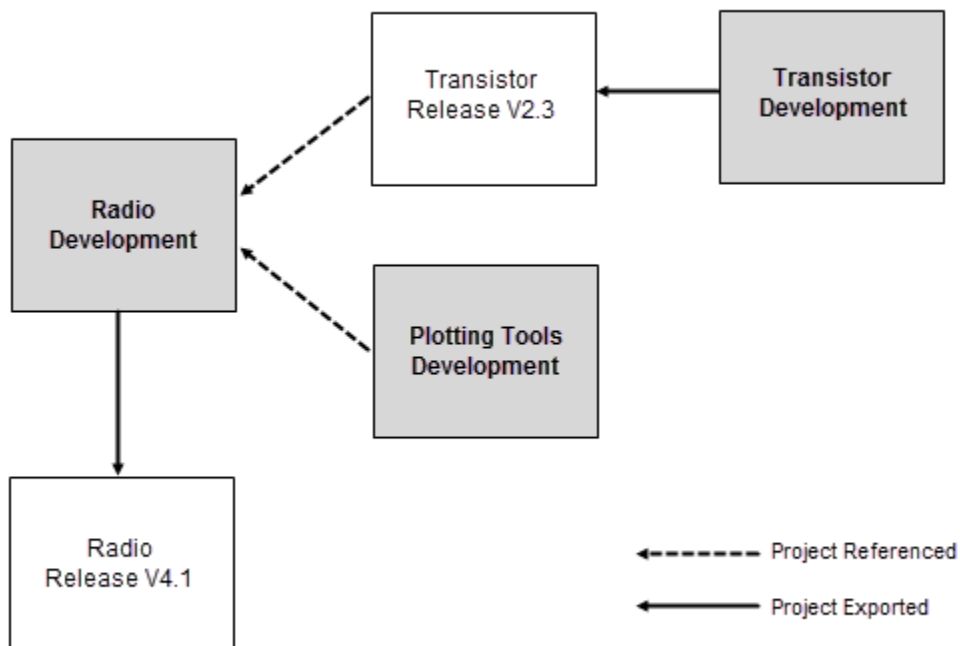 Transistor
Release V2.3
Transistor
Development
Radio
Development
Plotting Tools
Development
Radio
Release V4.1
Project Referenced
Project Exported